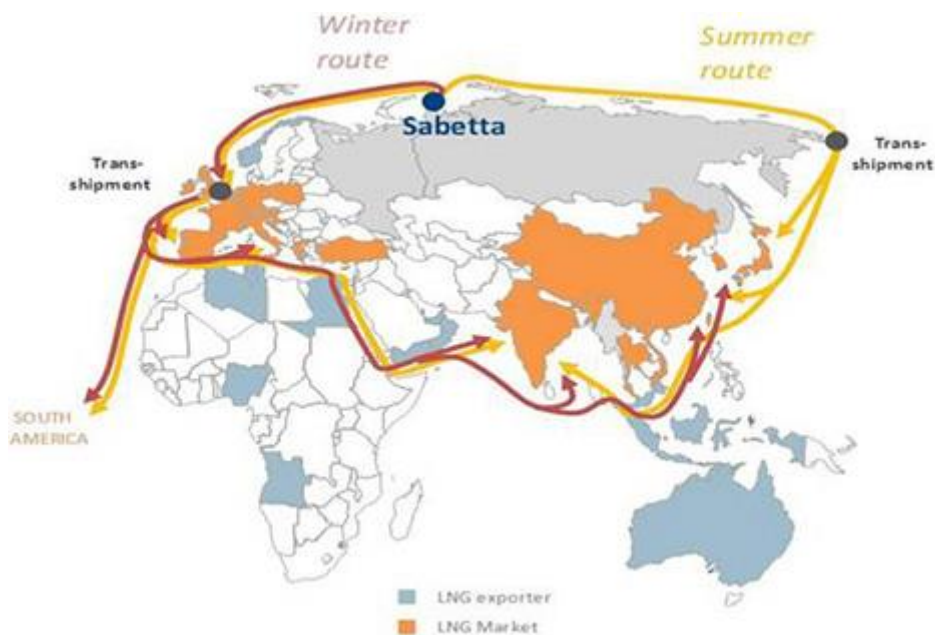 Winter
route
Summer
route
Sabetta
Trans-
shipment
Trans-
shipment
SOUTH
AMERICA
LNG exporter
LNG Market